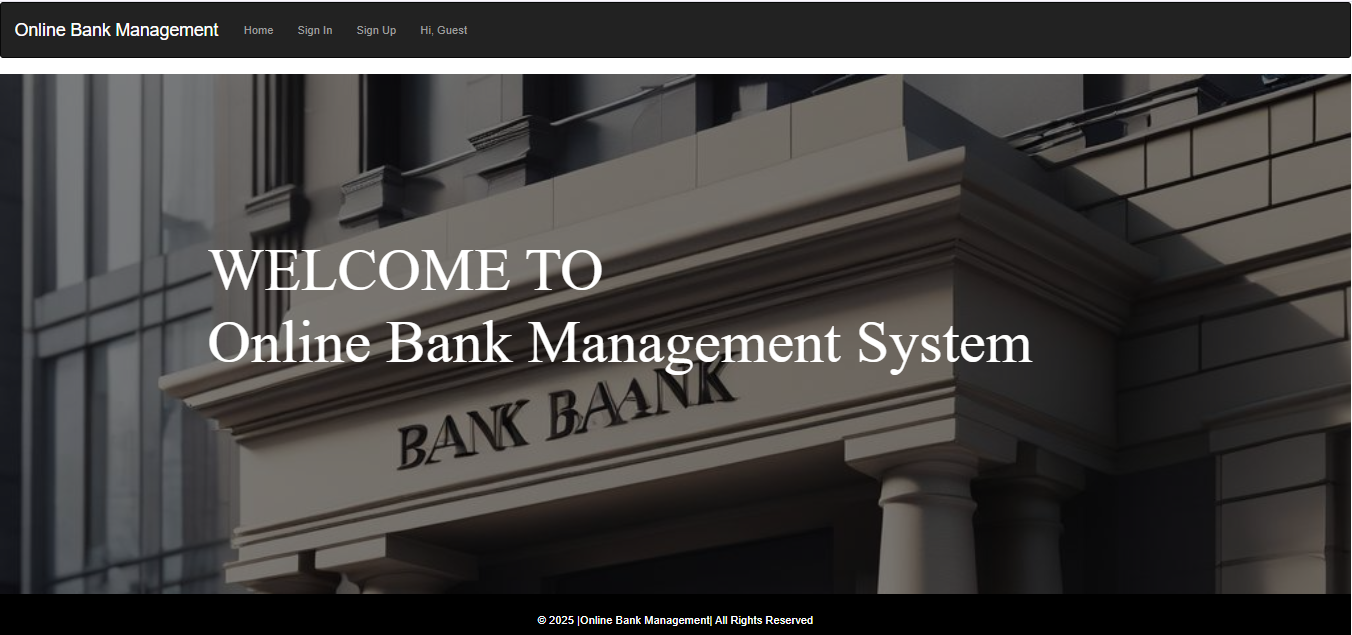 Online Bank Management Home Sign In Sign Up Hi, Guest
WELCOME TO
Online Bank Management System
BANK BAANK
© 2025 |Online Bank Management| All Rights Reserved